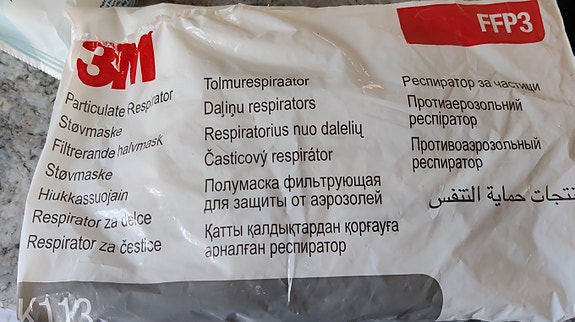 3M
FFP3
Particulate Respirator
Støvmaske
Filtrerande halvmask
Støvmaske
Hiukkassuojain
Respirator za delce
Respirator za čestice
Tolmurespiraator
Daļiņu respirators
Respiratorius nuo dalelių
Časticový respirátor
Полумаска фильтрующая
для защиты от аэрозолей
Қатты қалдықтардан қорғауға
арналған респиратор
Респиратор за частици
Протиаерозольний
респіратор
Противоаэрозольный
респиратор
منتجات حماية التنفس
K113